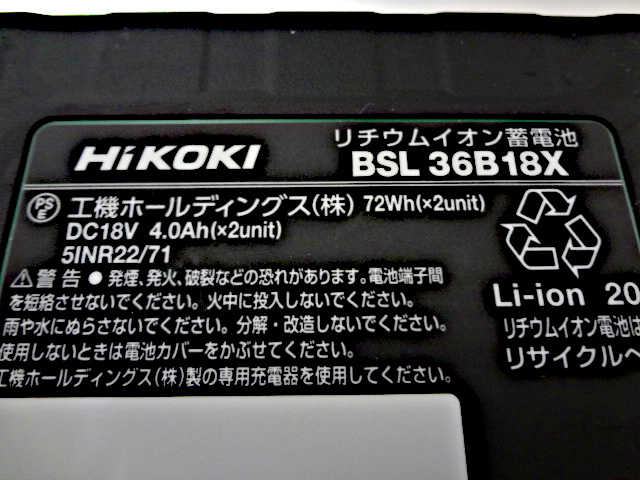 HiKOKI
リチウムイオン蓄電池
BSL 36B18X
PS E 工機ホールディングス(株) 72Wh(×2unit)
DC18V 4.0Ah(×2unit)
5INR22/71
⚠警告 ● 発煙、発火、破裂などの恐れがあります。電池端子間
を短絡させないでください。火中に投入しないでください。
雨や水にぬらさないでください。分解・改造しないでください。
使用しないときは電池カバーをかぶせてください。
工機ホールディングス(株)製の専用充電器を使用してください。
Li-ion 20
リチウムイオン電池は
リサイクルへ